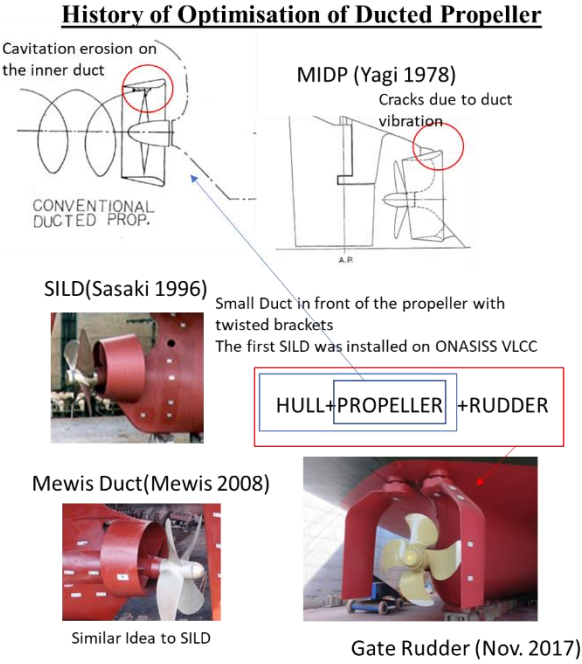 History of Optimisation of Ducted Propeller
Cavitation erosion on
the inner duct
MIDP (Yagi 1978)
Cracks due to duct
vibration
CONVENTIONAL
DUCTED PROP.
A.P.
SILD(Sasaki 1996)
Small Duct in front of the propeller with
twisted brackets
The first SILD was installed on ONASISS VLCC
HULL+PROPELLER +RUDDER
Mewis Duct(Mewis 2008)
Similar Idea to SILD
Gate Rudder (Nov. 2017)